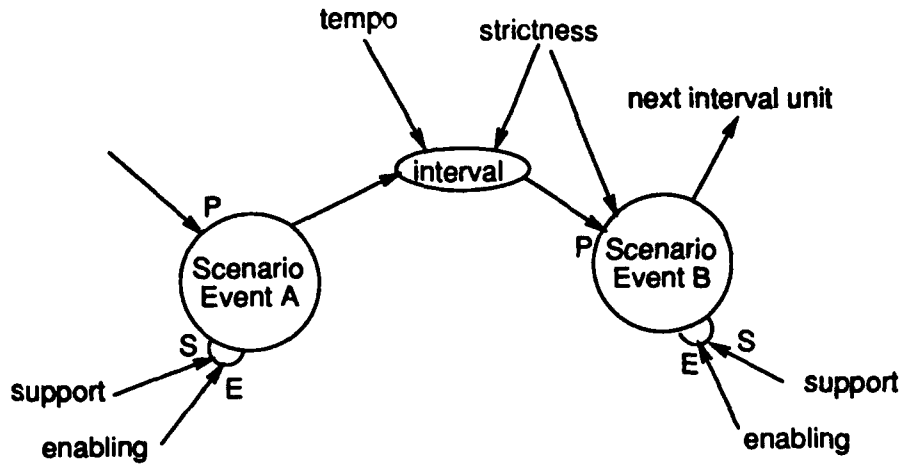 tempo
strictness
next interval unit
interval
P
P
Scenario
Event A
Scenario
Event B
S
E
support
enabling
S
E
support
enabling